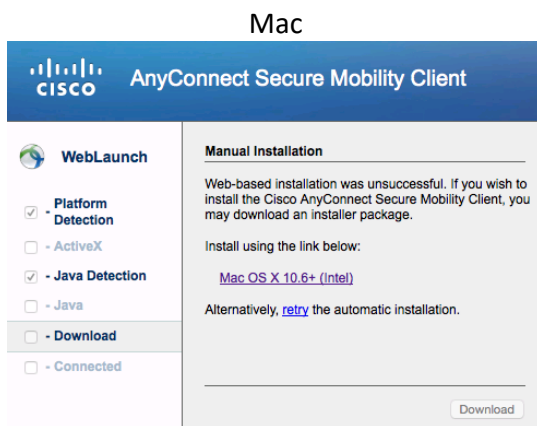 Mac
CISCO
AnyConnect Secure Mobility Client
WebLaunch
- Platform
Detection
- ActiveX
- Java Detection
- Java
- Download
- Connected
Manual Installation
Web-based installation was unsuccessful. If you wish to
install the Cisco AnyConnect Secure Mobility Client, you
may download an installer package.
Install using the link below:
Mac OS X 10.6+ (Intel)
Alternatively, retry the automatic installation.
Download